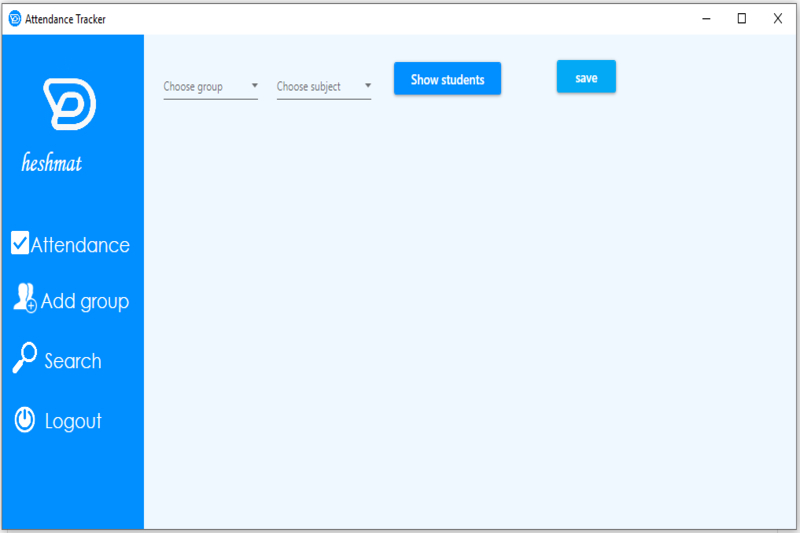 Attendance Tracker
heshmat
Attendance
Add group
Search
Logout
Choose group
Choose subject
Show students
save